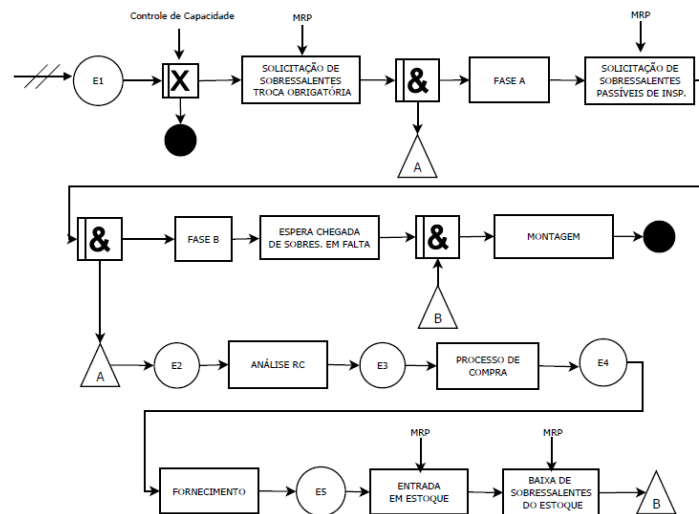 Controle de Capacidade
MRP
MRP
E1
X
SOLICITAÇÃO DE
SOBRESSALENTES
TROCA OBRIGATÓRIA
&
FASE A
SOLICITAÇÃO DE
SOBRESSALENTES
PASSÍVEIS DE INSP.
A
&
FASE B
ESPERA CHEGADA
DE SOBRES. EM FALTA
&
MONTAGEM
B
A
E2
ANÁLISE RC
E3
PROCESSO DE
COMPRA
E4
MRP
MRP
FORNECIMENTO
E5
ENTRADA
EM ESTOQUE
BAIXA DE
SOBRESSALENTES
DO ESTOQUE
B